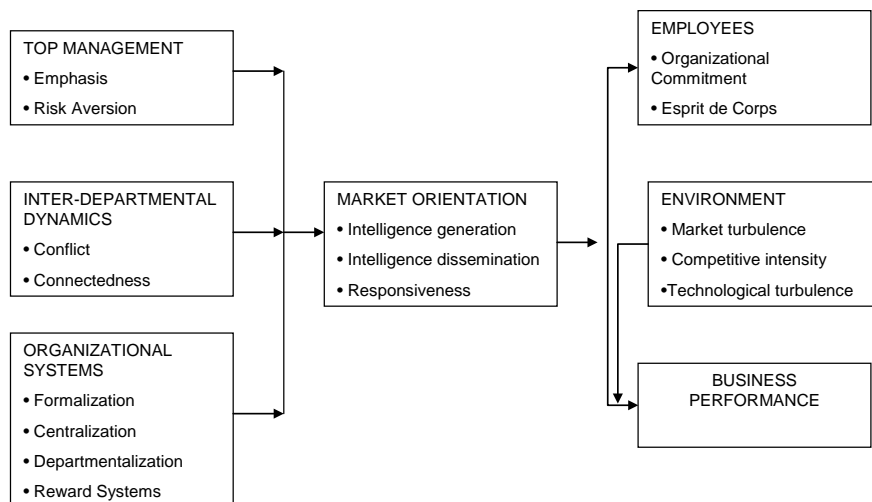 TOP MANAGEMENT
• Emphasis
• Risk Aversion
INTER-DEPARTMENTAL
DYNAMICS
• Conflict
• Connectedness
ORGANIZATIONAL
SYSTEMS
• Formalization
• Centralization
• Departmentalization
• Reward Systems
MARKET ORIENTATION
• Intelligence generation
• Intelligence dissemination
• Responsiveness
EMPLOYEES
• Organizational
Commitment
• Esprit de Corps
ENVIRONMENT
• Market turbulence
• Competitive intensity
•Technological turbulence
BUSINESS
PERFORMANCE